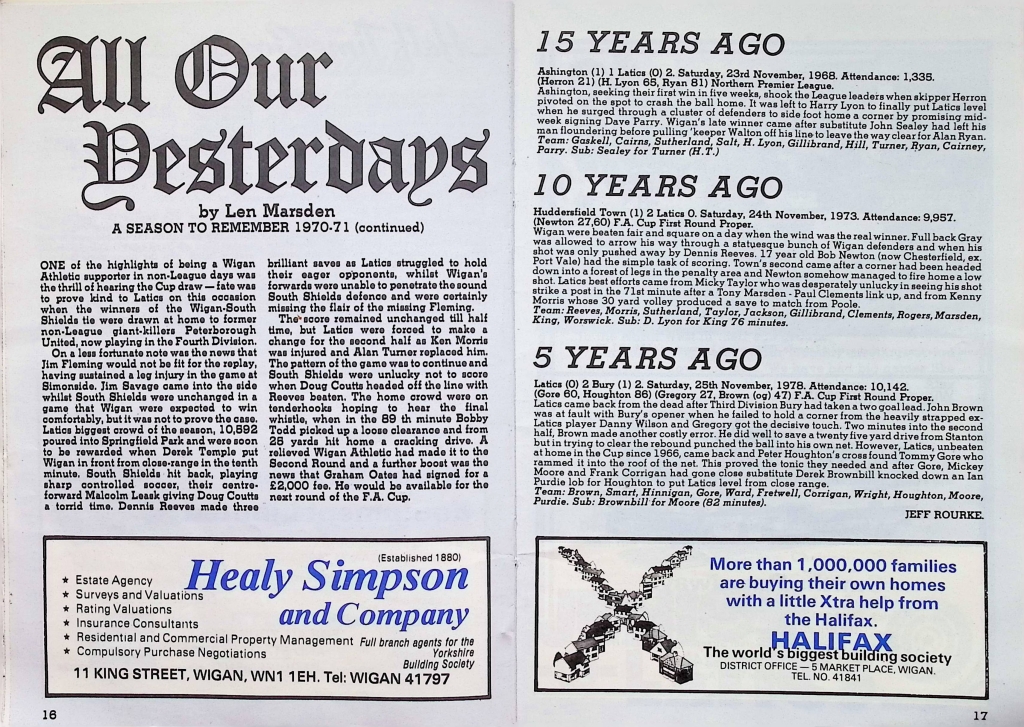 All Our
Yesterdays
by Len Marsden
A SEASON TO REMEMBER 1970-71 (continued)
ONE of the highlights of being a Wigan
Athletic supporter in non-League days was
the thrill of hearing the Cup draw — fate was
to prove kind to Latics on this occasion
when the winners of the Wigan-South
Shields tie were drawn at home to former
non-League giant-killers Peterborough
United, now playing in the Fourth Division.
On a less fortunate note was the news that
Jim Fleming would not be fit for the replay,
having sustained a leg injury in the game at
Simonside. Jim Savage came into the side
whilst South Shields were unchanged in a
game that Wigan were expected to win
comfortably, but it was not to prove the case.
Latics biggest crowd of the season, 10,592
poured into Springfield Park and were soon
to be rewarded when Derek Temple put
Wigan in front from close-range in the tenth
minute. South Shields hit back, playing
sharp controlled soccer, their centre-
forward Malcolm Leask giving Doug Coutts
a torrid time. Dennis Reeves made three
brilliant saves as Latics struggled to hold
their eager opponents, whilst Wigan's
forwards were unable to penetrate the sound
South Shields defence and were certainly
missing the flair of the missing Fleming.
The score remained unchanged till half
time, but Latics were forced to make a
change for the second half as Ken Morris
was injured and Alan Turner replaced him.
The pattern of the game was to continue and
South Shields were unlucky not to score
when Doug Coutts headed off the line with
Reeves beaten. The home crowd were on
tenderhooks hoping to hear the final
whistle, when in the 89 th minute Bobby
Todd picked up a loose clearance and from
25 yards hit home a cracking drive. A
relieved Wigan Athletic had made it to the
Second Round and a further boost was the
news that Graham Oates had signed for a
£2,000 fee. He would be available for the
next round of the F.A. Cup.
(Established 1880)
Healy Simpson
and Company
★ Estate Agency
★ Surveys and Valuations
★ Rating Valuations
★ Insurance Consultants
★ Residential and Commercial Property Management
★ Compulsory Purchase Negotiations
Full branch agents for the
Yorkshire
Building Society
11 KING STREET, WIGAN, WN1 1EH. Tel: WIGAN 41797
16
15 YEARS AGO
Ashington (1) 1 Latics (0) 2. Saturday, 23rd November, 1968. Attendance: 1,335.
(Herron 21) (H. Lyon 65, Ryan 81) Northern Premier League.
Ashington, seeking their first win in five weeks, shook the League leaders when skipper Herron
pivoted on the spot to crash the ball home. It was left to Harry Lyon to finally put Latics level
when he surged through a cluster of defenders to side foot home a corner by promising mid-
week signing Dave Parry. Wigan's late winner came after substitute John Sealey had left his
man floundering before pulling 'keeper Walton off his line to leave the way clear for Alan Ryan.
Team: Gaskell, Cairns, Sutherland, Salt, H. Lyon, Gillibrand, Hill, Turner, Ryan, Cairney,
Parry. Sub: Sealey for Turner (H.T.)
10 YEARS AGO
Huddersfield Town (1) 2 Latics 0. Saturday, 24th November, 1973. Attendance: 9,957.
(Newton 27,60) F.A. Cup First Round Proper.
Wigan were beaten fair and square on a day when the wind was the real winner. Full back Gray
was allowed to arrow his way through a statuesque bunch of Wigan defenders and when his
shot was only pushed away by Dennis Reeves. 17 year old Bob Newton (now Chesterfield, ex.
Port Vale) had the simple task of scoring. Town's second came after a corner had been headed
down into a forest of legs in the penalty area and Newton somehow managed to fire home a low
shot. Latics best efforts came from Micky Taylor who was desperately unlucky in seeing his shot
strike a post in the 71st minute after a Tony Marsden - Paul Clements link up, and from Kenny
Morris whose 30 yard volley produced a save to match from Poole.
Team: Reeves, Morris, Sutherland, Taylor, Jackson, Gillibrand, Clements, Rogers, Marsden,
King, Worswick. Sub: D. Lyon for King 76 minutes.
5 YEARS AGO
Latics (0) 2 Bury (1) 2. Saturday, 25th November, 1978. Attendance: 10,142.
(Gore 60, Houghton 86) (Gregory 27, Brown (og) 47) F.A. Cup First Round Proper.
Latics came back from the dead after Third Division Bury had taken a two goal lead. John Brown
was at fault with Bury's opener when he failed to hold a corner from the heavily strapped ex-
Latics player Danny Wilson and Gregory got the decisive touch. Two minutes into the second
half, Brown made another costly error. He did well to save a twenty five yard drive from Stanton
but in trying to clear the rebound punched the ball into his own net. However, Latics, unbeaten
at home in the Cup since 1966, came back and Peter Houghton's cross found Tommy Gore who
rammed it into the roof of the net. This proved the tonic they needed and after Gore, Mickey
Moore and Frank Corrigan had gone close substitute Derek Brownbill knocked down an Ian
Purdie lob for Houghton to put Latics level from close range.
Team: Brown, Smart, Hinnigan, Gore, Ward, Fretwell, Corrigan, Wright, Houghton, Moore,
Purdie. Sub: Brownbill for Moore (82 minutes).
JEFF ROURKE.
More than 1,000,000 families
are buying their own homes
with a little Xtra help from
the Halifax.
HALIFAX
The world's biggest building society
DISTRICT OFFICE — 5 MARKET PLACE, WIGAN.
TEL. NO. 41841
17